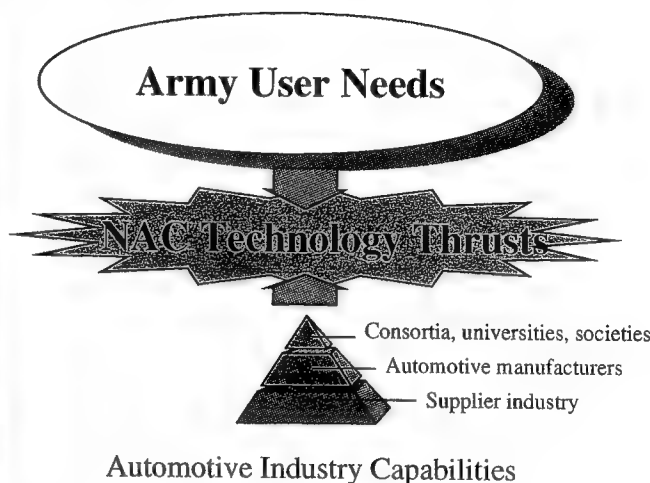 Army User Needs
NAC Technology Thrusts
Consortia, universities, societies
Automotive manufacturers
Supplier industry
Automotive Industry Capabilities